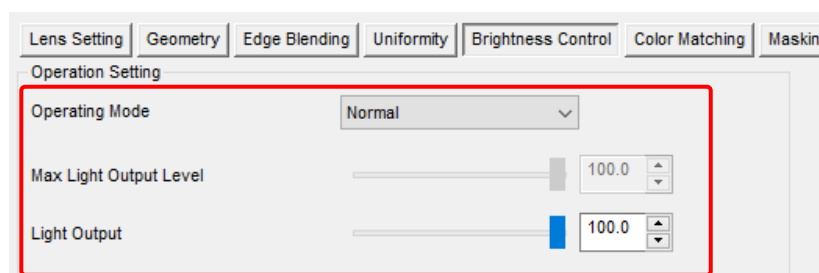 Lens Setting Geometry Edge Blending Uniformity Brightness Control Color Matching Maskin
Operation Setting
Operating Mode Normal
Max Light Output Level 100.0
Light Output 100.0